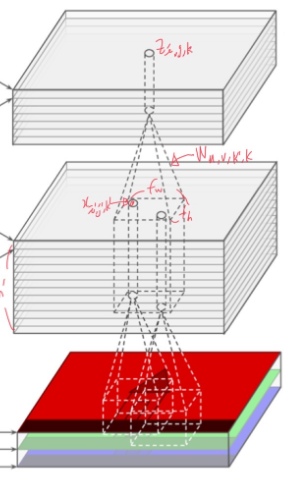 z_{i,j,k}
w_{u,v,k',k}
f_w
x_{i',j',k'}
f_h